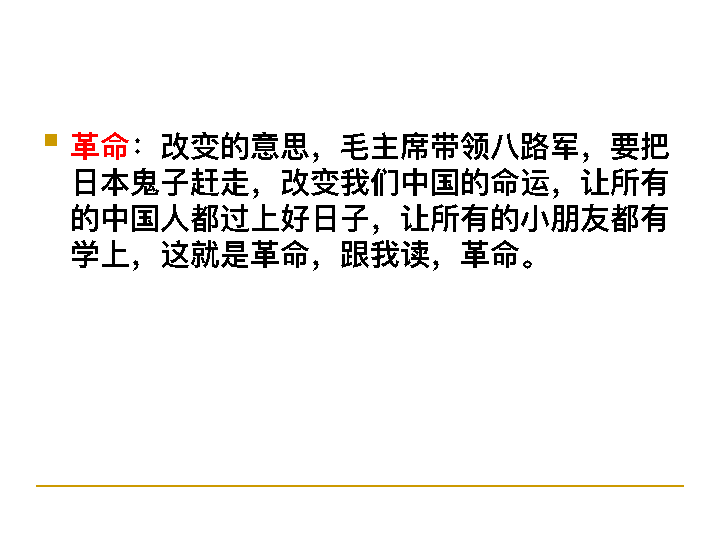 革命：改变的意思，毛主席带领八路军，要把
日本鬼子赶走，改变我们中国的命运，让所有
的中国人都过上好日子，让所有的小朋友都有
学上，这就是革命，跟我读，革命。